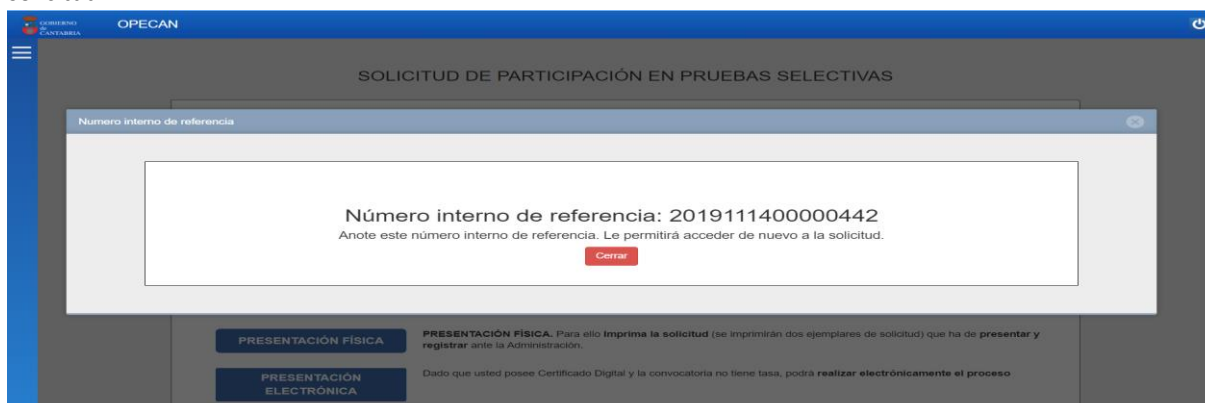 GOBIERNO
de
CANTABRIA
OPECAN
SOLICITUD DE PARTICIPACIÓN EN PRUEBAS SELECTIVAS
Numero interno de referencia
Número interno de referencia: 2019111400000442
Anote este número interno de referencia. Le permitirá acceder de nuevo a la solicitud.
Cerrar
PRESENTACIÓN FÍSICA
PRESENTACIÓN FÍSICA. Para ello Imprima la solicitud (se imprimirán dos ejemplares de solicitud) que ha de presentar y
registrar ante la Administración.
PRESENTACIÓN
ELECTRÓNICA
Dado que usted posee Certificado Digital y la convocatoria no tiene tasa, podrá realizar electrónicamente el proceso